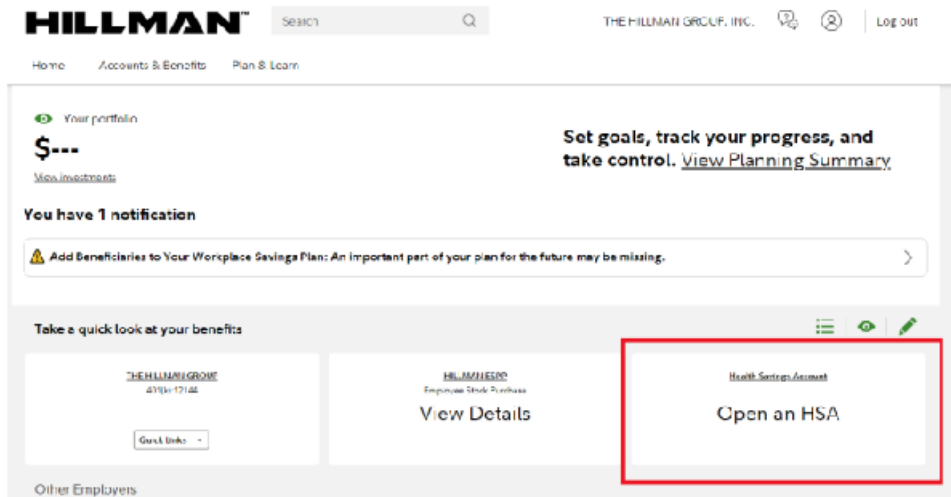 HILLMAN™
Search
THE HILLMAN GROUP, INC.
Log out
Home Accounts & Benefits Plan & Learn
Your portfolio
$---
View investments
Set goals, track your progress, and
take control. View Planning Summary
You have 1 notification
Add Beneficiaries to Your Workplace Savings Plan: An important part of your plan for the future may be missing.
Take a quick look at your benefits
THE HILLMAN GROUP
HILLMAN ESPP
Employee Stock Purchase
View Details
Health Savings Account
Open an HSA
Quick Links
Other Employers